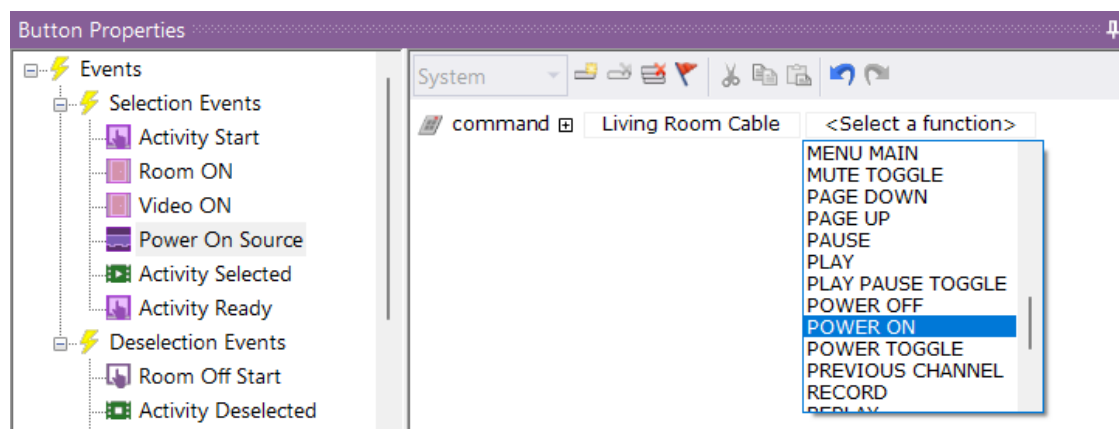 Button Properties
Events
Selection Events
Activity Start
Room ON
Video ON
Power On Source
Activity Selected
Activity Ready
Deselection Events
Room Off Start
Activity Deselected
System
command Living Room Cable <Select a function>
MENU MAIN
MUTE TOGGLE
PAGE DOWN
PAGE UP
PAUSE
PLAY
PLAY PAUSE TOGGLE
POWER OFF
POWER ON
POWER TOGGLE
PREVIOUS CHANNEL
RECORD
REPLAY